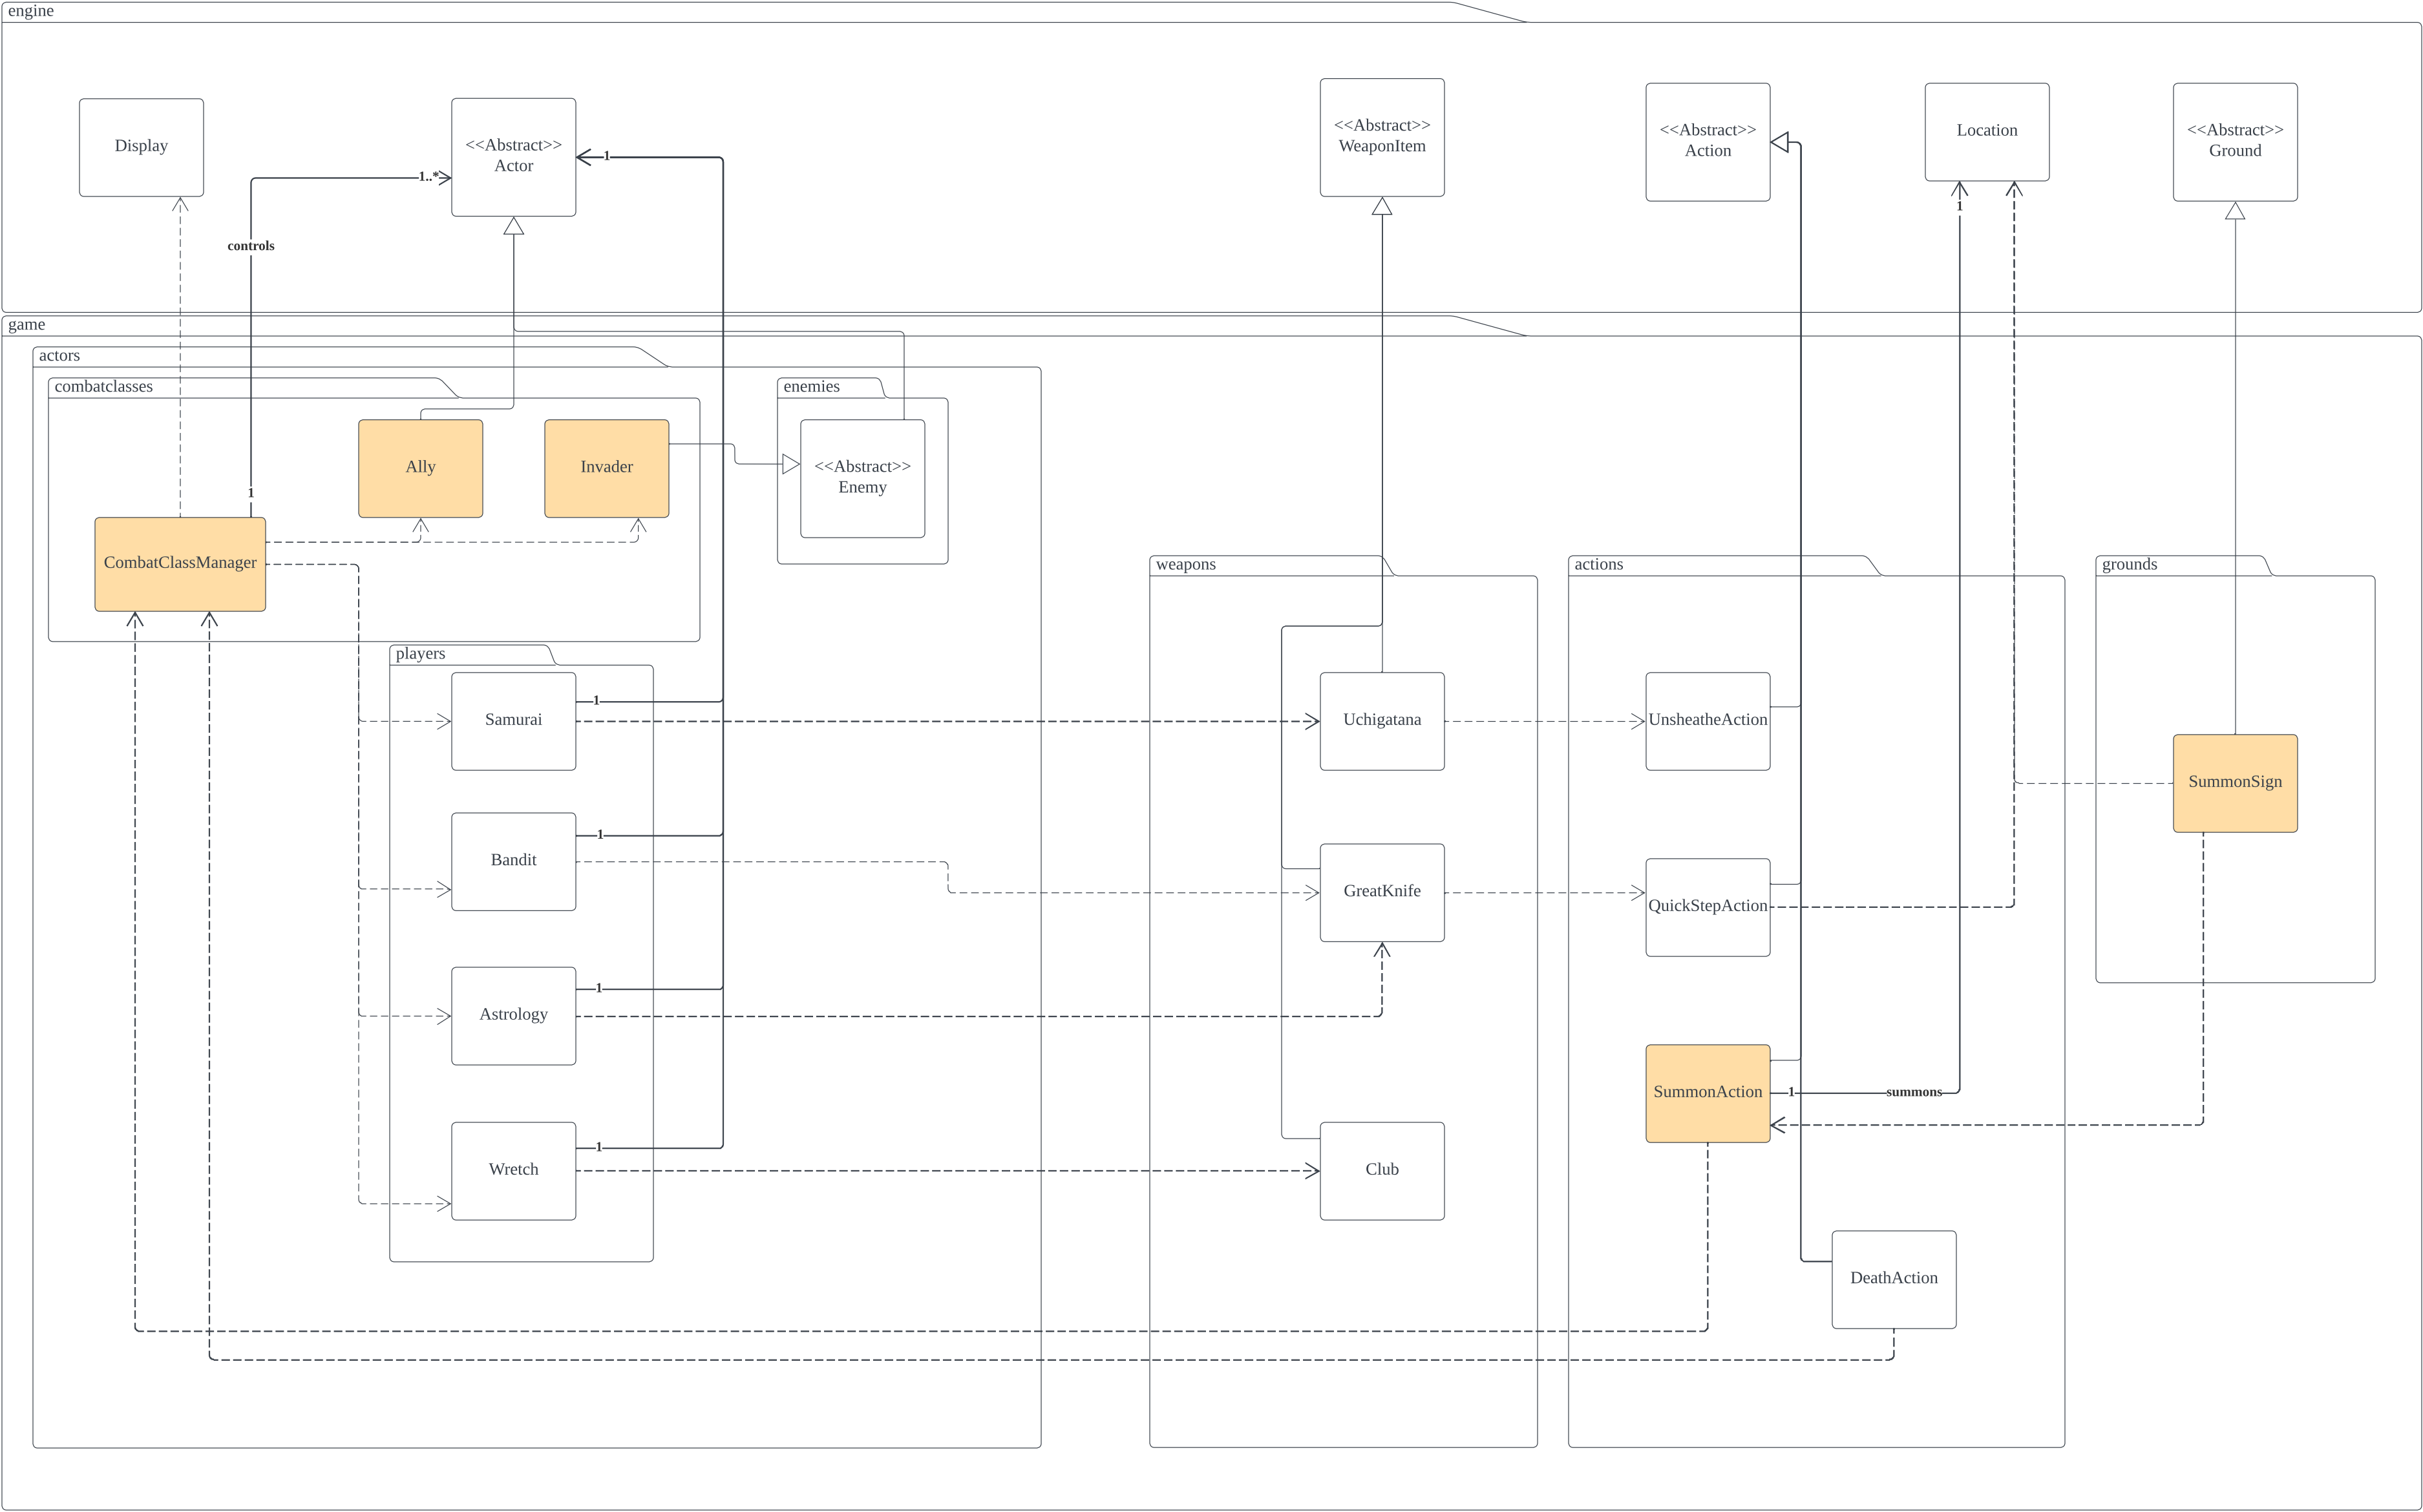 engine
Display
<<Abstract>>
Actor
1
1..*
controls
1
<<Abstract>>
WeaponItem
<<Abstract>>
Action
Location
1
<<Abstract>>
Ground
game
actors
combatclasses
Ally
Invader
CombatClassManager
enemies
<<Abstract>>
Enemy
players
Samurai
1
Bandit
1
Astrology
1
Wretch
1
weapons
Uchigatana
GreatKnife
Club
actions
UnsheatheAction
QuickStepAction
SummonAction
1
summons
DeathAction
grounds
SummonSign